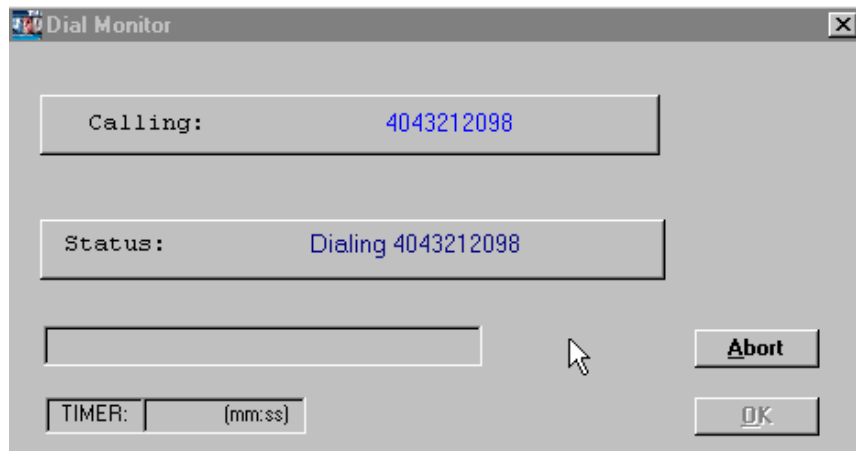 Dial Monitor
Calling: 4043212098
Status: Dialing 4043212098
Abort
TIMER: (mm:ss)
OK